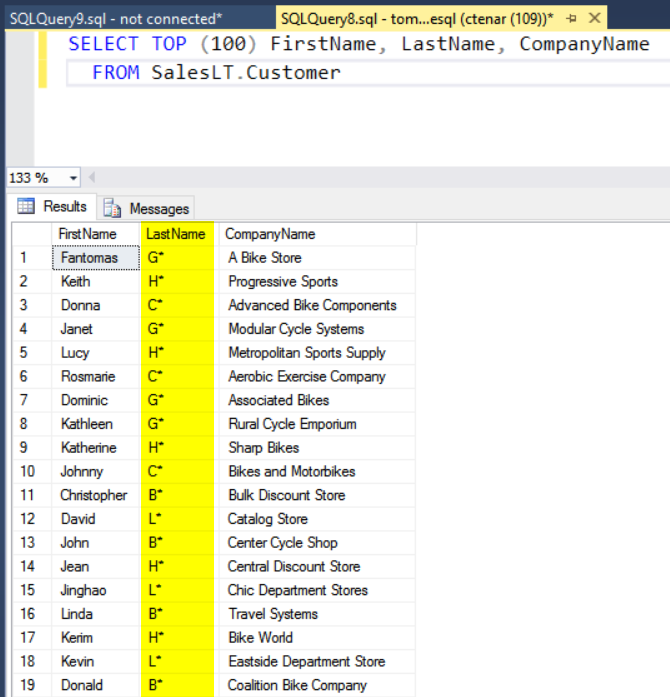 SQLQuery9.sql - not connected*
SQLQuery8.sql - tom...esql (ctenar (109))*
SELECT TOP (100) FirstName, LastName, CompanyName
FROM SalesLT.Customer
133 %
Results Messages
FirstName LastName CompanyName
1 Fantomas G* A Bike Store
2 Keith H* Progressive Sports
3 Donna C* Advanced Bike Components
4 Janet G* Modular Cycle Systems
5 Lucy H* Metropolitan Sports Supply
6 Rosmarie C* Aerobic Exercise Company
7 Dominic G* Associated Bikes
8 Kathleen G* Rural Cycle Emporium
9 Katherine H* Sharp Bikes
10 Johnny C* Bikes and Motorbikes
11 Christopher B* Bulk Discount Store
12 David L* Catalog Store
13 John B* Center Cycle Shop
14 Jean H* Central Discount Store
15 Jinghao L* Chic Department Stores
16 Linda B* Travel Systems
17 Kerim H* Bike World
18 Kevin L* Eastside Department Store
19 Donald B* Coalition Bike Company